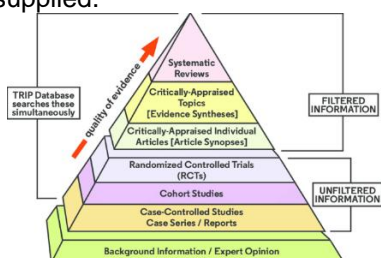 supplied.
Systematic
Reviews
Critically-Appraised
Topics
[Evidence Syntheses]
Critically-Appraised Individual
Articles [Article Synopses]
Randomized Controlled Trials
(RCTs)
Cohort Studies
Case-Controlled Studies
Case Series / Reports
Background Information / Expert Opinion
quality of evidence
TRIP Database
searches these
simultaneously
FILTERED
INFORMATION
UNFILTERED
INFORMATION